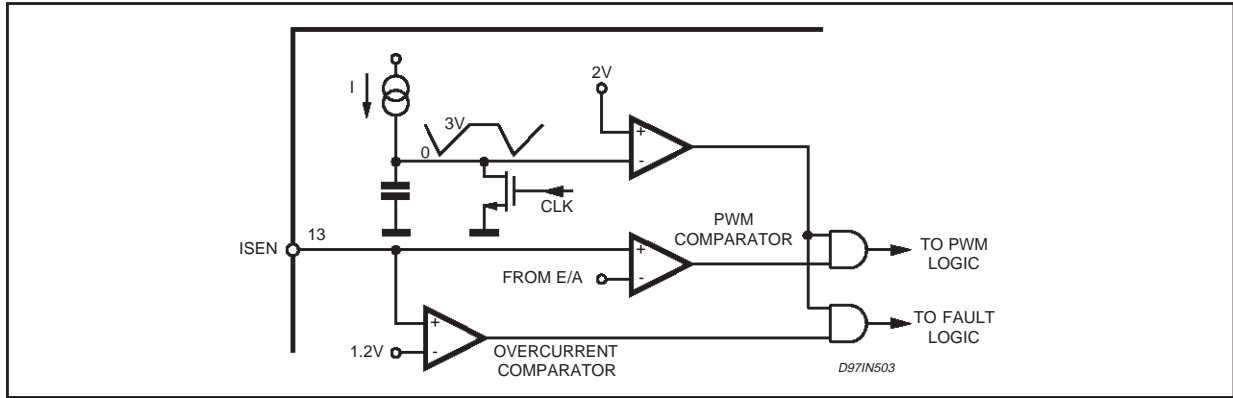 2V
I
3V
0
+
-
CLK
PWM
COMPARATOR
13
ISEN
+
-
FROM E/A
TO PWM
LOGIC
+
-
1.2V
OVERCURRENT
COMPARATOR
TO FAULT
LOGIC
D97IN503